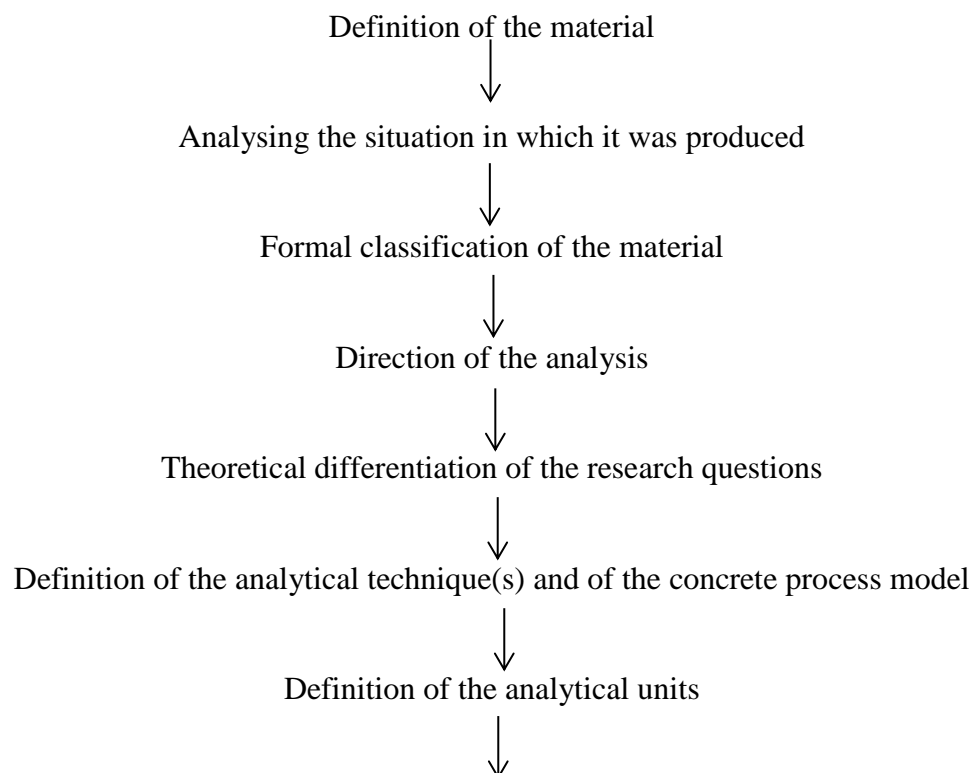 Definition of the material
Analysing the situation in which it was produced
Formal classification of the material
Direction of the analysis
Theoretical differentiation of the research questions
Definition of the analytical technique(s) and of the concrete process model
Definition of the analytical units